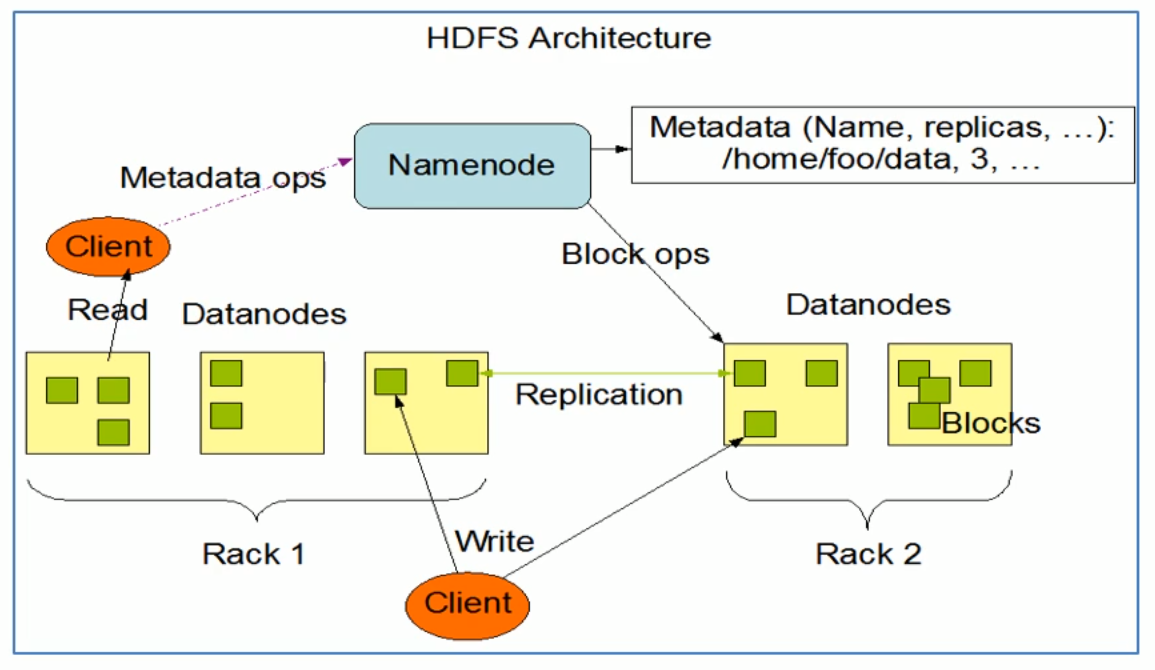 HDFS Architecture
Metadata (Name, replicas, …):
/home/foo/data, 3, …
Namenode
Metadata ops
Client
Block ops
Read
Datanodes
Datanodes
Replication
Blocks
Rack 1
Write
Rack 2
Client